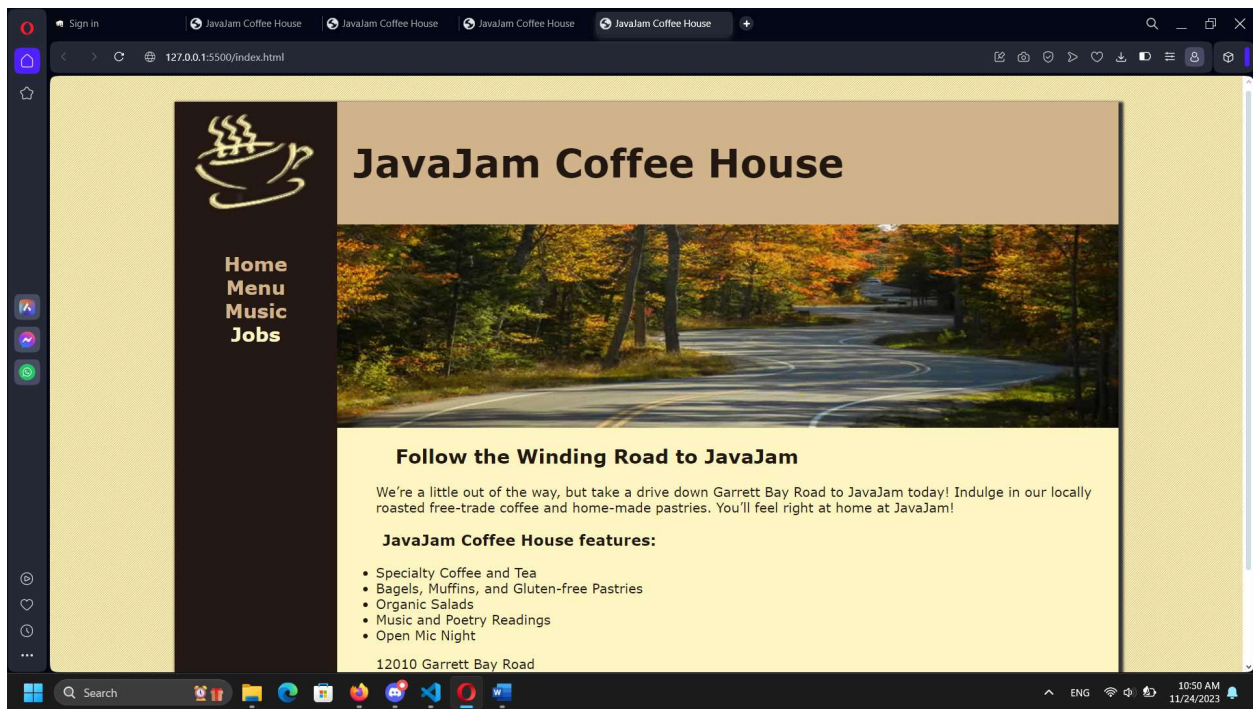 Sign in
JavaJam Coffee House
JavaJam Coffee House
JavaJam Coffee House
JavaJam Coffee House
127.0.0.1:5500/index.html
JavaJam Coffee House
Home
Menu
Music
Jobs
Follow the Winding Road to JavaJam
We’re a little out of the way, but take a drive down Garrett Bay Road to JavaJam today! Indulge in our locally
roasted free-trade coffee and home-made pastries. You’ll feel right at home at JavaJam!
JavaJam Coffee House features:
• Specialty Coffee and Tea
• Bagels, Muffins, and Gluten-free Pastries
• Organic Salads
• Music and Poetry Readings
• Open Mic Night
12010 Garrett Bay Road
Search
ENG
10:50 AM
11/24/2023